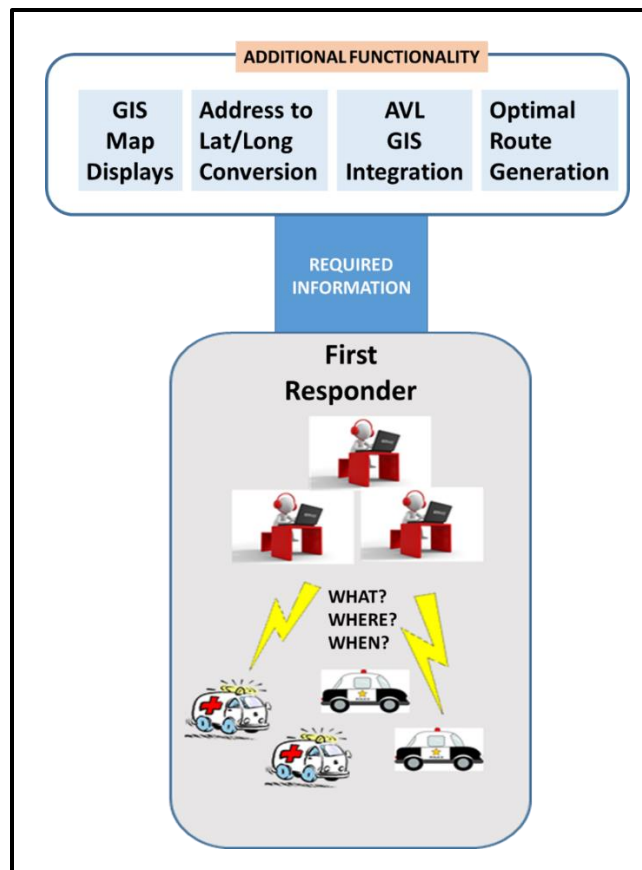 ADDITIONAL FUNCTIONALITY
GIS
Map
Displays
Address to
Lat/Long
Conversion
AVL
GIS
Integration
Optimal
Route
Generation
REQUIRED
INFORMATION
First
Responder
WHAT?
WHERE?
WHEN?